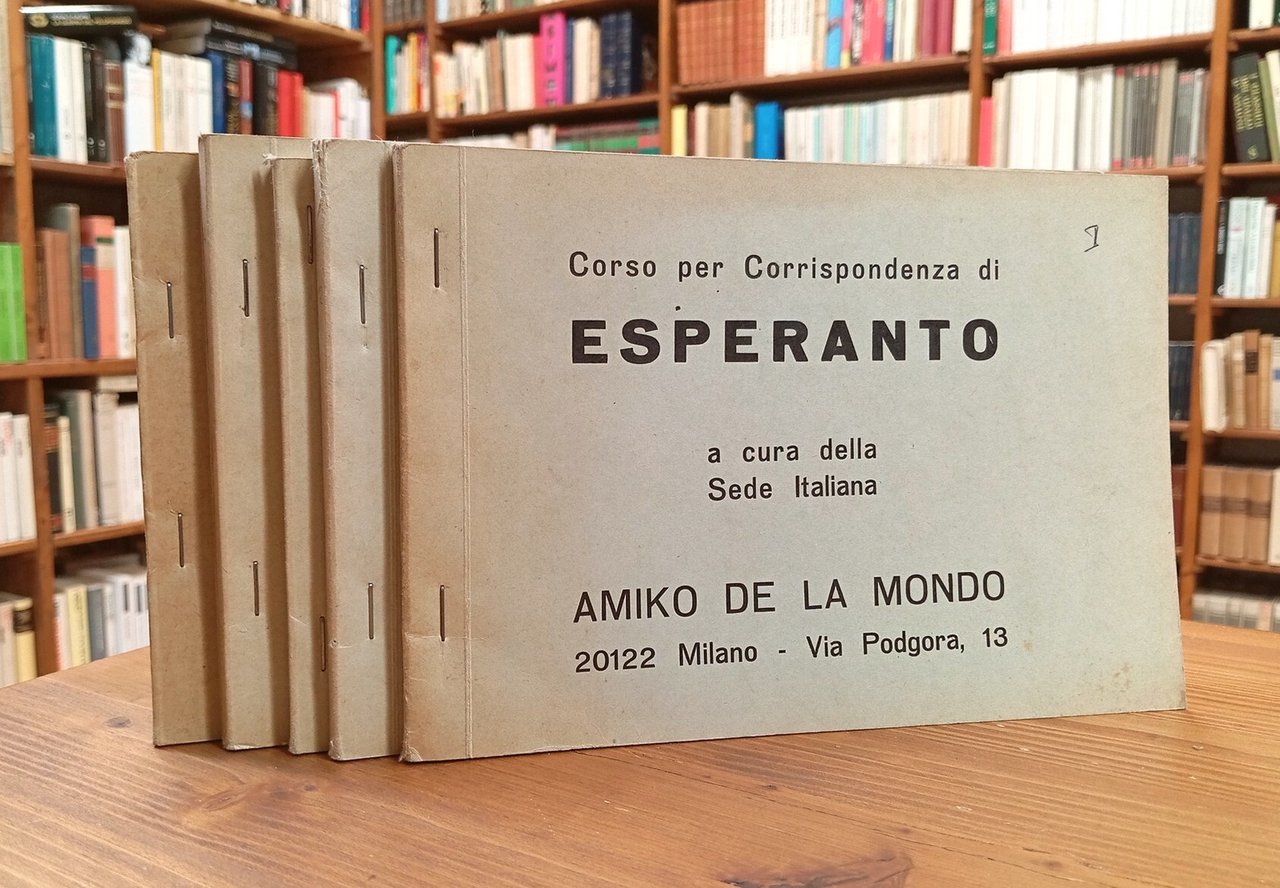 Corso per Corrispondenza di
ESPERANTO
a cura della
Sede Italiana
AMIKO DE LA MONDO
20122 Milano - Via Podgora, 13